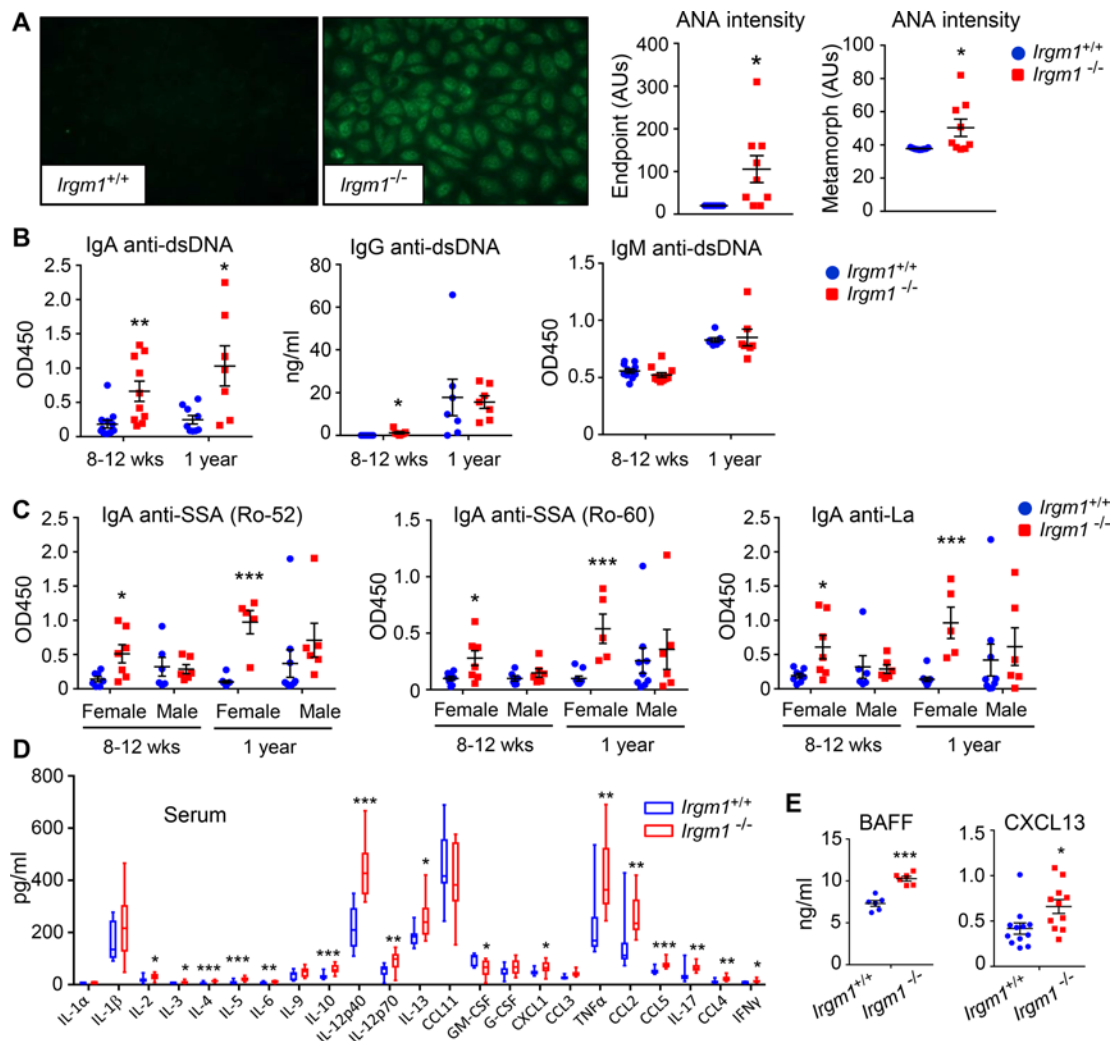 A
Irgm1+/+
Irgm1-/-
ANA intensity
Endpoint (AUs)
400
300
200
100
0
*
ANA intensity
Metamorph (AUs)
100
80
60
40
20
0
*
Irgm1+/+
Irgm1 -/-
B
IgA anti-dsDNA
OD450
2.5
2.0
1.5
1.0
0.5
0
**
*
8-12 wks
1 year
IgG anti-dsDNA
ng/ml
80
60
40
20
0
*
8-12 wks
1 year
IgM anti-dsDNA
OD450
1.5
1.0
0.5
0
8-12 wks
1 year
Irgm1+/+
Irgm1 -/-
C
IgA anti-SSA (Ro-52)
OD450
2.5
2.0
1.5
1.0
0.5
0
*
***
Female Male Female Male
8-12 wks 1 year
IgA anti-SSA (Ro-60)
OD450
1.5
1.0
0.5
0
*
***
Female Male Female Male
8-12 wks 1 year
IgA anti-La
OD450
2.5
2.0
1.5
1.0
0.5
0
*
***
Female Male Female Male
8-12 wks 1 year
Irgm1+/+
Irgm1 -/-
D
Serum
pg/ml
800
600
400
200
0
Irgm1+/+
Irgm1 -/-
* * *** *** ** *** *** ** * * * ** ** *** ** ** *
IL-1α IL-1β IL-2 IL-3 IL-4 IL-5 IL-6 IL-9 IL-10 IL-12p40 IL-12p70 IL-13 CCL11 GM-CSF G-CSF CXCL1 CCL3 TNFα CCL2 CCL5 IL-17 CCL4 IFNγ
E
BAFF
ng/ml
15
10
5
0
***
Irgm1+/+
Irgm1 -/-
CXCL13
1.5
1.0
0.5
0
*
Irgm1+/+
Irgm1 -/-